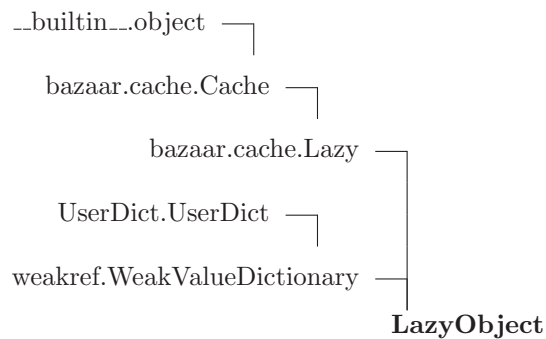 __builtin__.object
bazaar.cache.Cache
bazaar.cache.Lazy
UserDict.UserDict
weakref.WeakValueDictionary
LazyObject